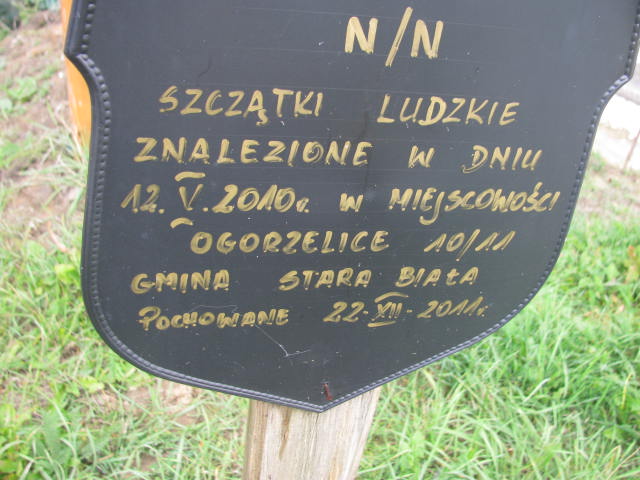 N/N
SZCZĄTKI LUDZKIE
ZNALEZIONE W DNIU
12.V.2010r. W MIEJSCOWOŚCI
OGORZELICE 10/11
GMINA STARA BIAŁA
POCHOWANE 22-XII-2011r.